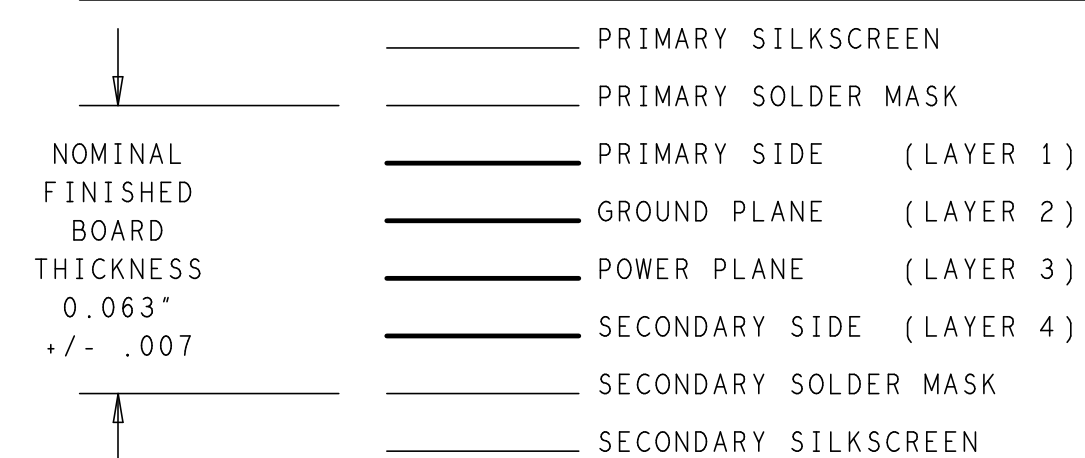 PRIMARY SILKSCREEN
PRIMARY SOLDER MASK
PRIMARY SIDE (LAYER 1)
GROUND PLANE (LAYER 2)
POWER PLANE (LAYER 3)
SECONDARY SIDE (LAYER 4)
SECONDARY SOLDER MASK
SECONDARY SILKSCREEN
NOMINAL
FINISHED
BOARD
THICKNESS
0.063"
+/- .007